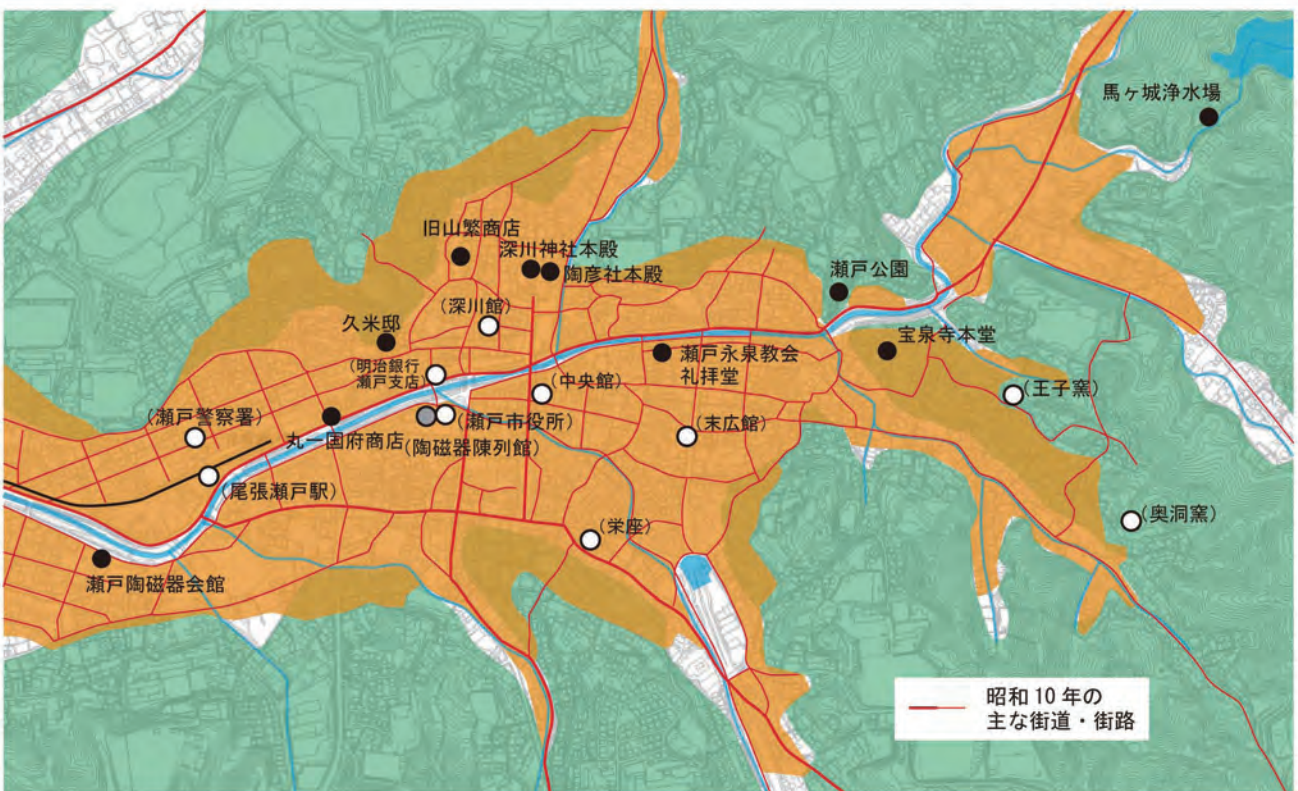 馬ヶ城浄水場
旧山繁商店
深川神社本殿
陶彦社本殿
瀬戸公園
(深川館)
久米邸
宝泉寺本堂
瀬戸永泉教会
礼拝堂
(明治銀行
瀬戸支店)
(中央館)
(王子窯)
(瀬戸警察署)
丸一国府商店
(瀬戸市役所)
(陶磁器陳列館)
(末広館)
(尾張瀬戸駅)
(奥洞窯)
(栄座)
瀬戸陶磁器会館
昭和10年の
主な街道・街路